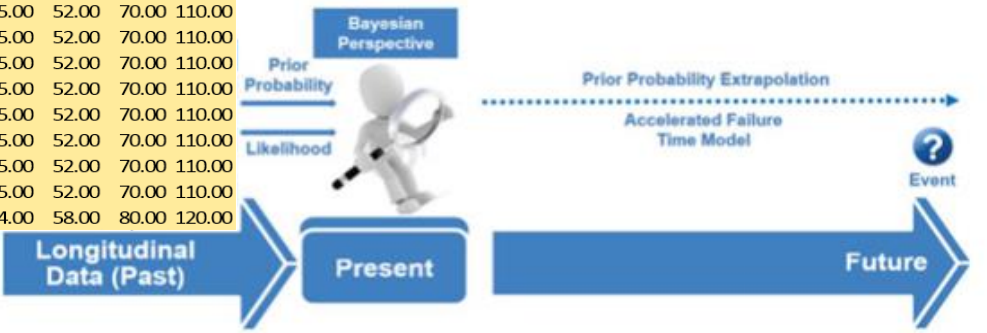 5.00 52.00 70.00 110.00
5.00 52.00 70.00 110.00
5.00 52.00 70.00 110.00
5.00 52.00 70.00 110.00
5.00 52.00 70.00 110.00
5.00 52.00 70.00 110.00
5.00 52.00 70.00 110.00
5.00 52.00 70.00 110.00
4.00 58.00 80.00 120.00
Bayesian
Perspective
Prior
Probability
Likelihood
Prior Probability Extrapolation
Accelerated Failure
Time Model
?
Event
Longitudinal
Data (Past)
Present
Future